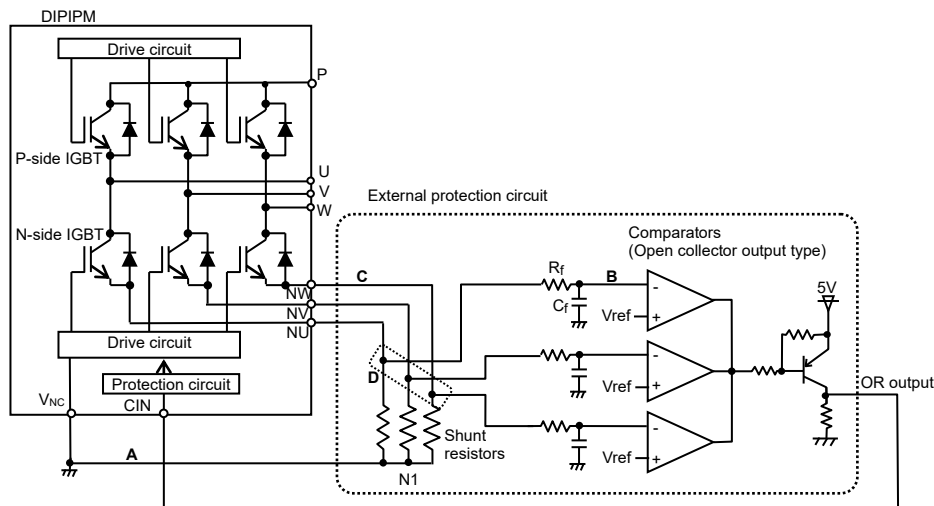 DIPIPM
Drive circuit
P
P-side IGBT
U
V
W
External protection circuit
N-side IGBT
Comparators
(Open collector output type)
C
Rf
B
-
5V
NW
Cf
Vref
+
NV
NU
Drive circuit
-
D
Protection circuit
Vref
+
OR output
VNC
CIN
-
Shunt
resistors
A
Vref
+
N1